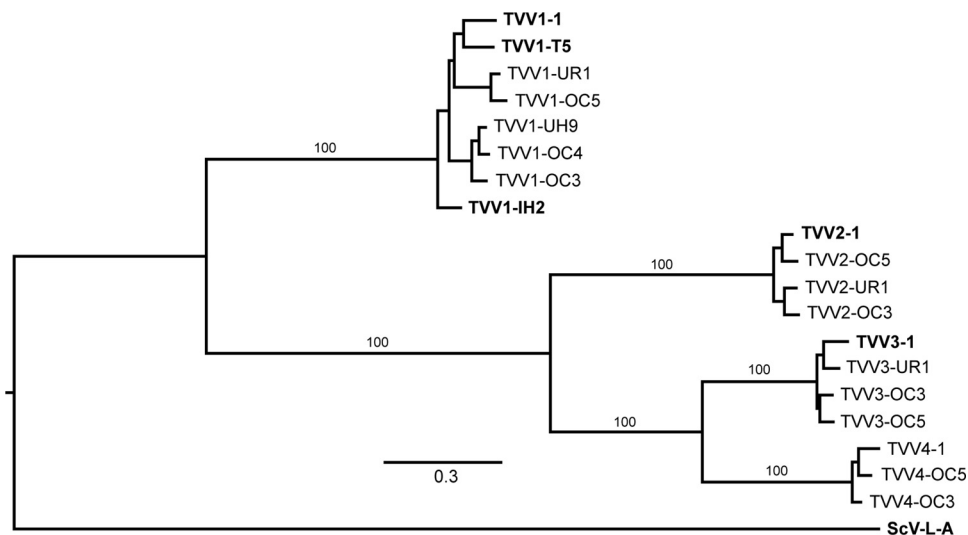 TVV1-1
TVV1-T5
TVV1-UR1
TVV1-OC5
TVV1-UH9
100
TVV1-OC4
TVV1-OC3
TVV1-IH2
TVV2-1
TVV2-OC5
100
TVV2-UR1
TVV2-OC3
100
TVV3-1
TVV3-UR1
100
TVV3-OC3
TVV3-OC5
100
TVV4-1
TVV4-OC5
100
0.3
TVV4-OC3
ScV-L-A